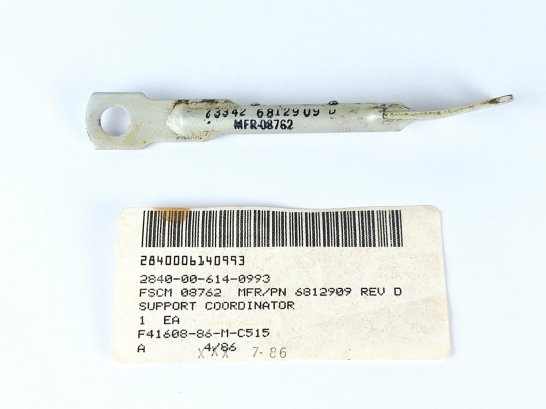 73342 6812909 D
MFR-08762
2840006140993
2840-00-614-0993
FSCM 08762 MFR/PN 6812909 REV D
SUPPORT COORDINATOR
1 EA
F41608-86-M-C515
A 4/86
XXX 7-86